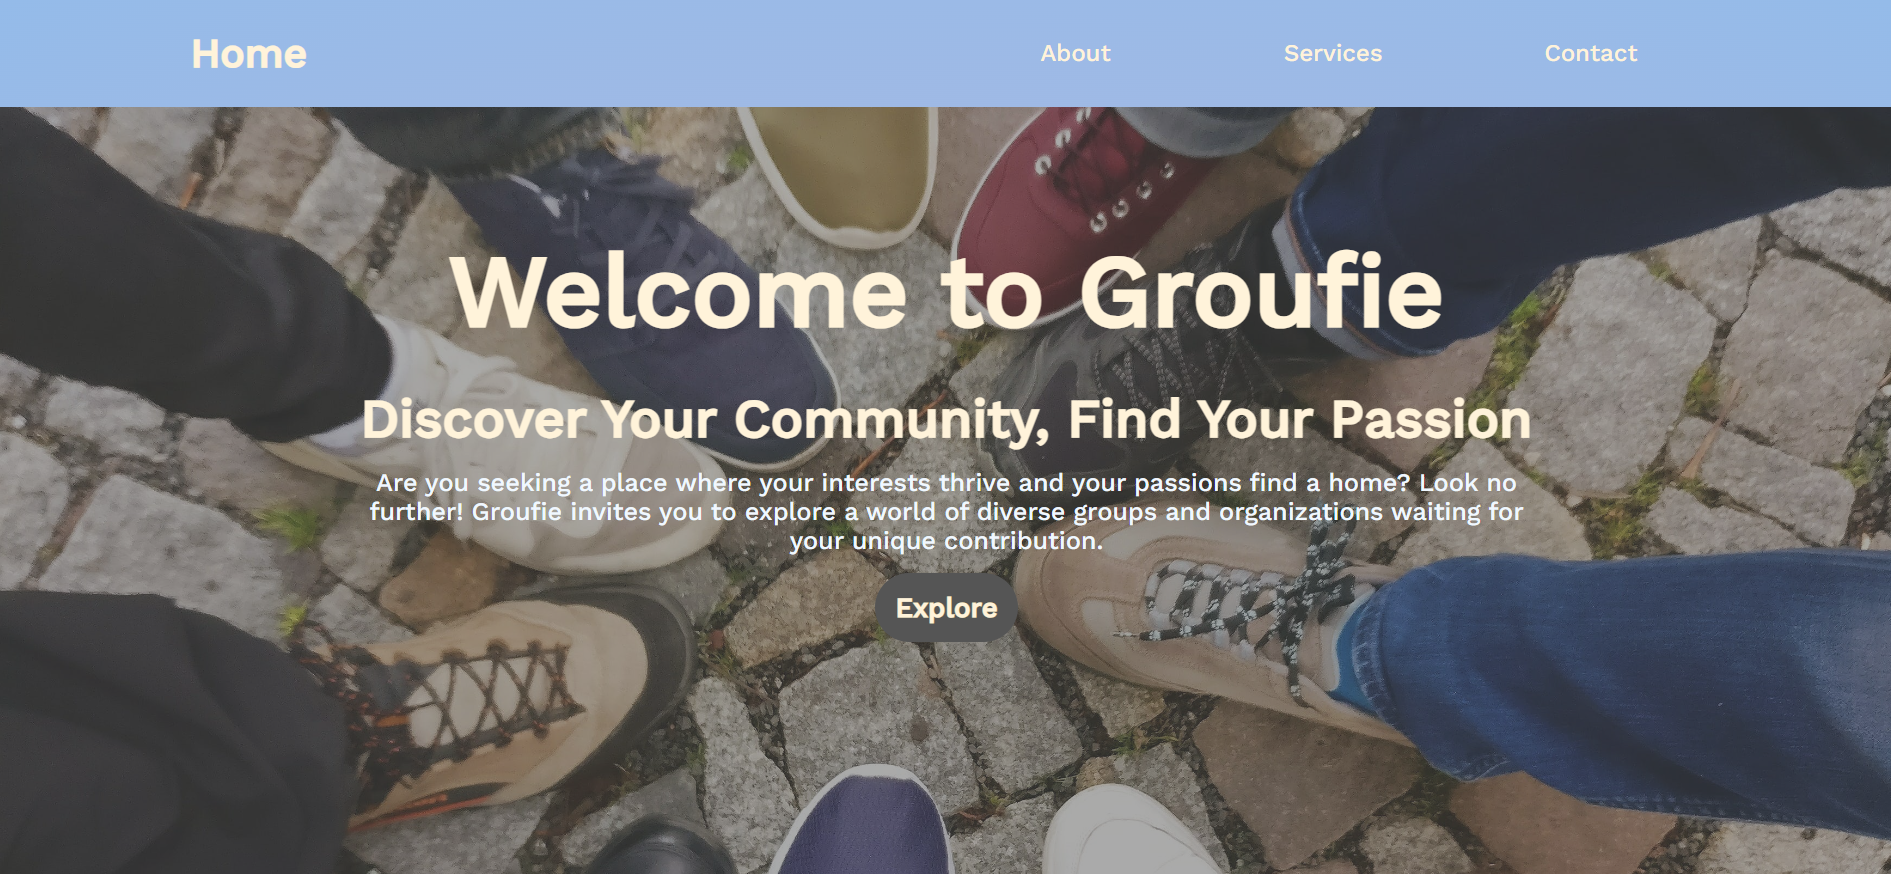 Home
About
Services
Contact
Welcome to Groufie
Discover Your Community, Find Your Passion
Are you seeking a place where your interests thrive and your passions find a home? Look no
further! Groufie invites you to explore a world of diverse groups and organizations waiting for
your unique contribution.
Explore